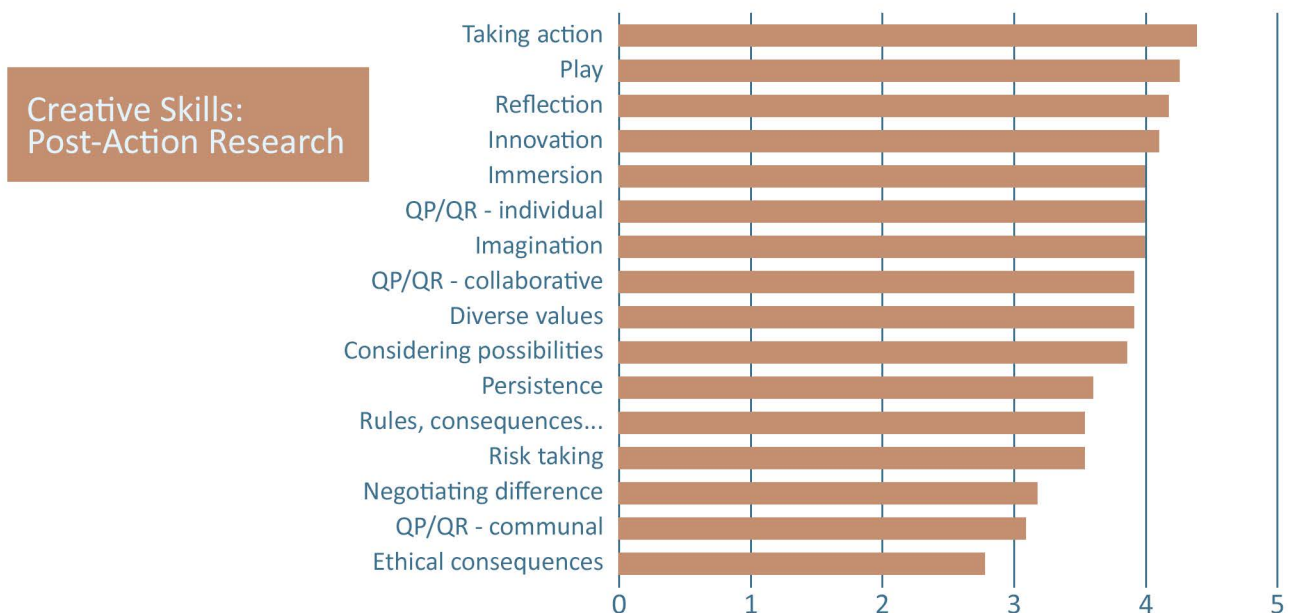 Creative Skills:
Post-Action Research
Taking action
Play
Reflection
Innovation
Immersion
QP/QR - individual
Imagination
QP/QR - collaborative
Diverse values
Considering possibilities
Persistence
Rules, consequences...
Risk taking
Negotiating difference
QP/QR - communal
Ethical consequences
0 1 2 3 4 5